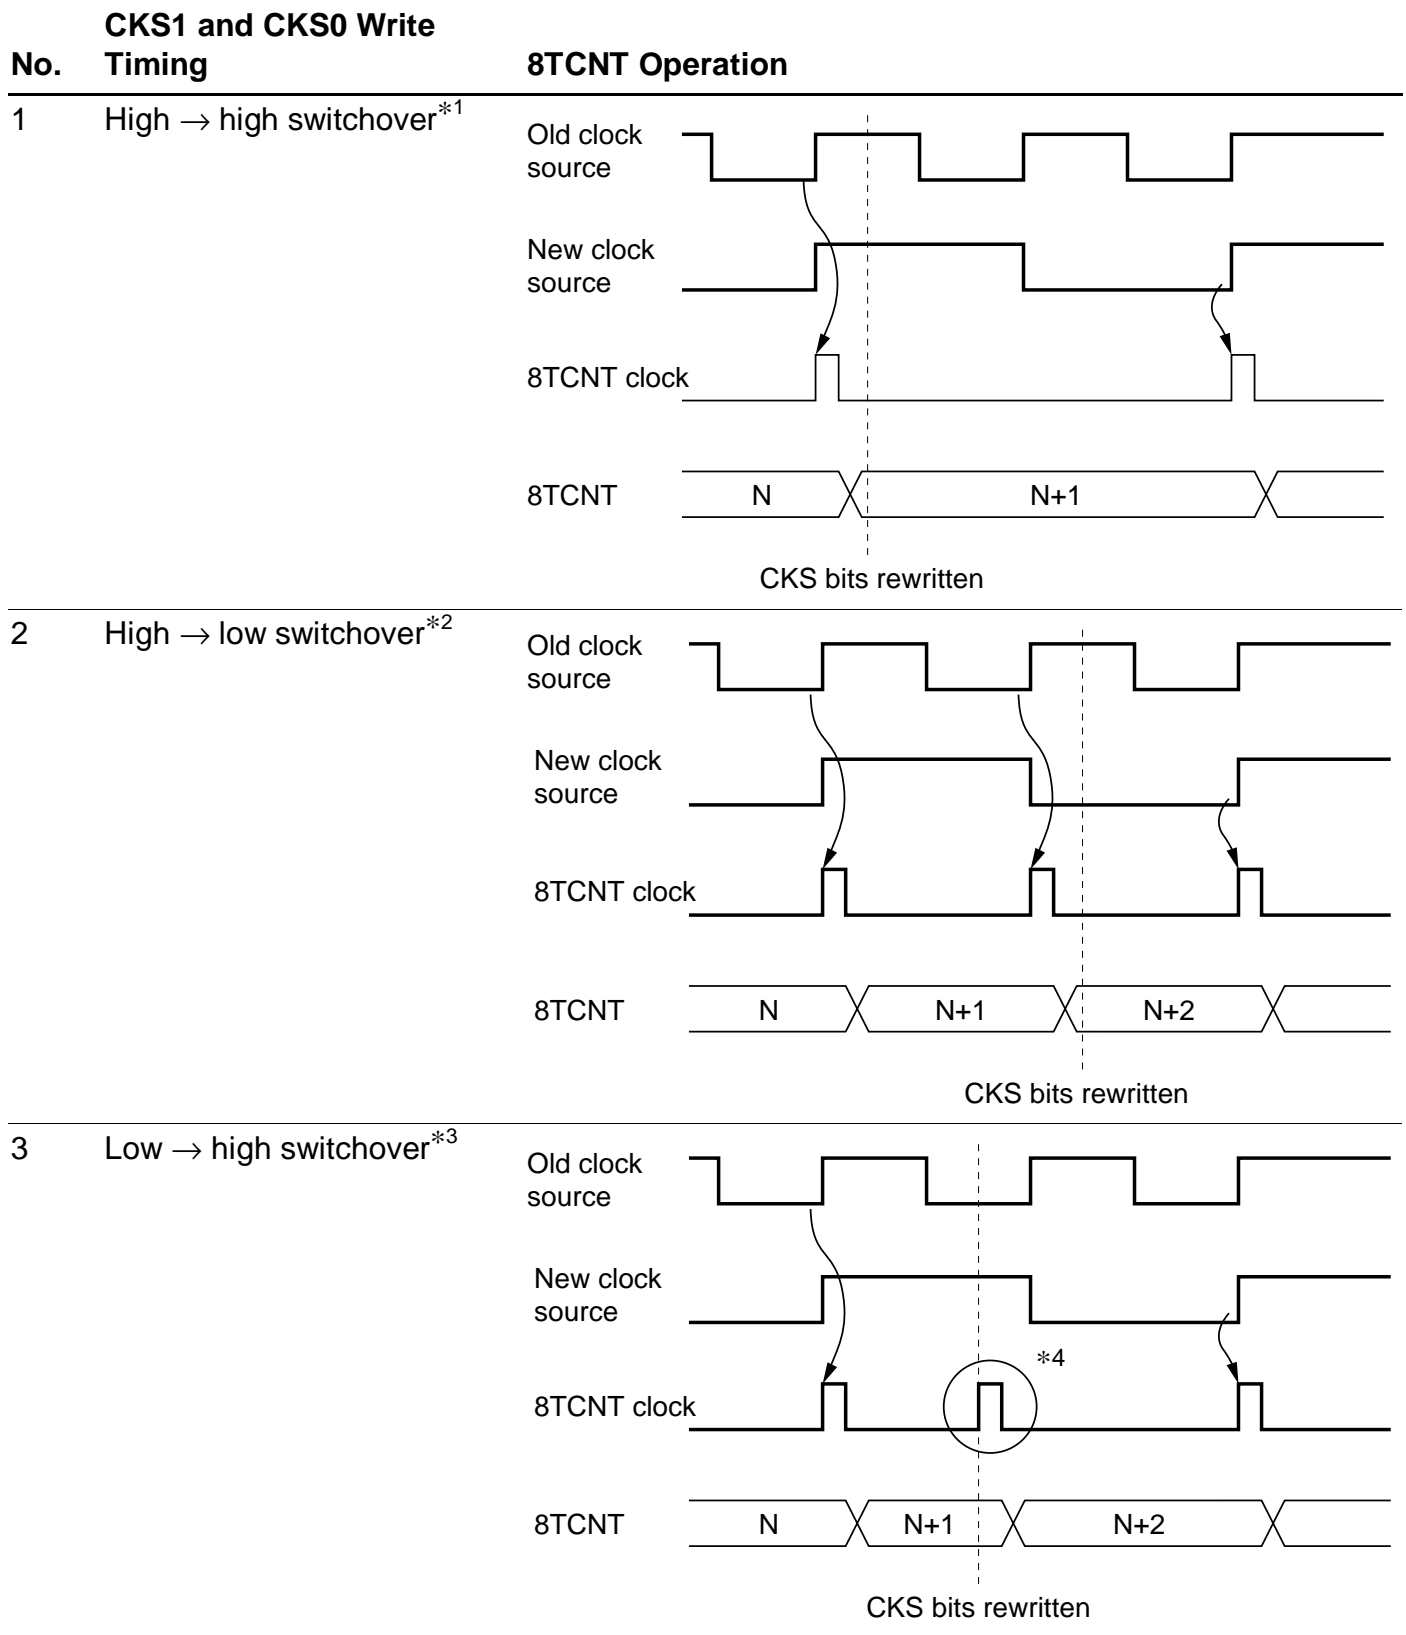 No. CKS1 and CKS0 Write Timing 8TCNT Operation
1 High → high switchover*1
Old clock
source
New clock
source
8TCNT clock
8TCNT N N+1
CKS bits rewritten
2 High → low switchover*2
Old clock
source
New clock
source
8TCNT clock
8TCNT N N+1 N+2
CKS bits rewritten
3 Low → high switchover*3
Old clock
source
New clock
source
*4
8TCNT clock
8TCNT N N+1 N+2
CKS bits rewritten